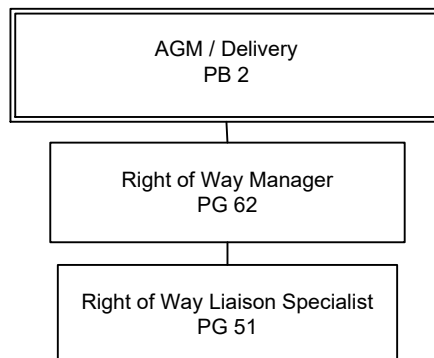 AGM / Delivery
PB 2
Right of Way Manager
PG 62
Right of Way Liaison Specialist
PG 51